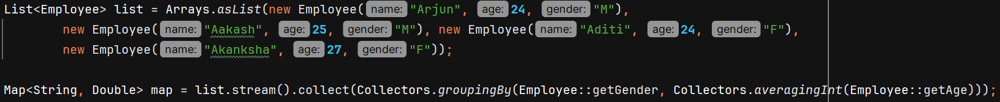 List<Employee> list = Arrays.asList(new Employee( name: "Arjun", age: 24, gender: "M"),
new Employee( name: "Aakash", age: 25, gender: "M"), new Employee( name: "Aditi", age: 24, gender: "F"),
new Employee( name: "Akanksha", age: 27, gender: "F"));
Map<String, Double> map = list.stream().collect(Collectors.groupingBy(Employee::getGender, Collectors.averagingInt(Employee::getAge)));